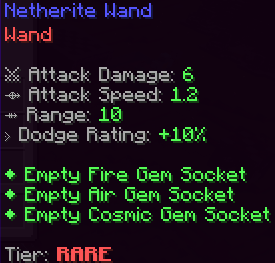 Netherite Wand
Wand
Attack Damage: 6
Attack Speed: 1.2
Range: 10
Dodge Rating: +10%
Empty Fire Gem Socket
Empty Air Gem Socket
Empty Cosmic Gem Socket
Tier: RARE